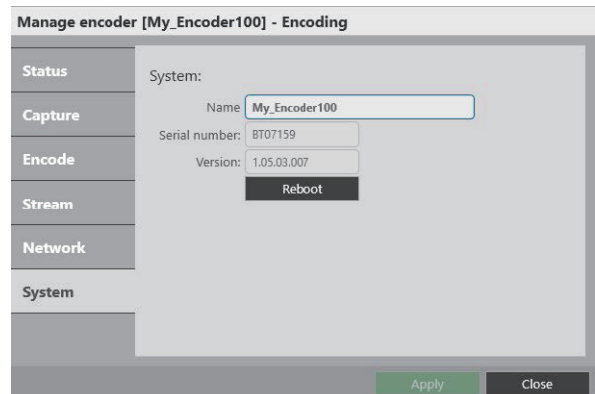 Manage encoder [My_Encoder100] - Encoding
Status
Capture
Encode
Stream
Network
System
System:
Name My_Encoder100
Serial number: BT07159
Version: 1.05.03.007
Reboot
Apply Close